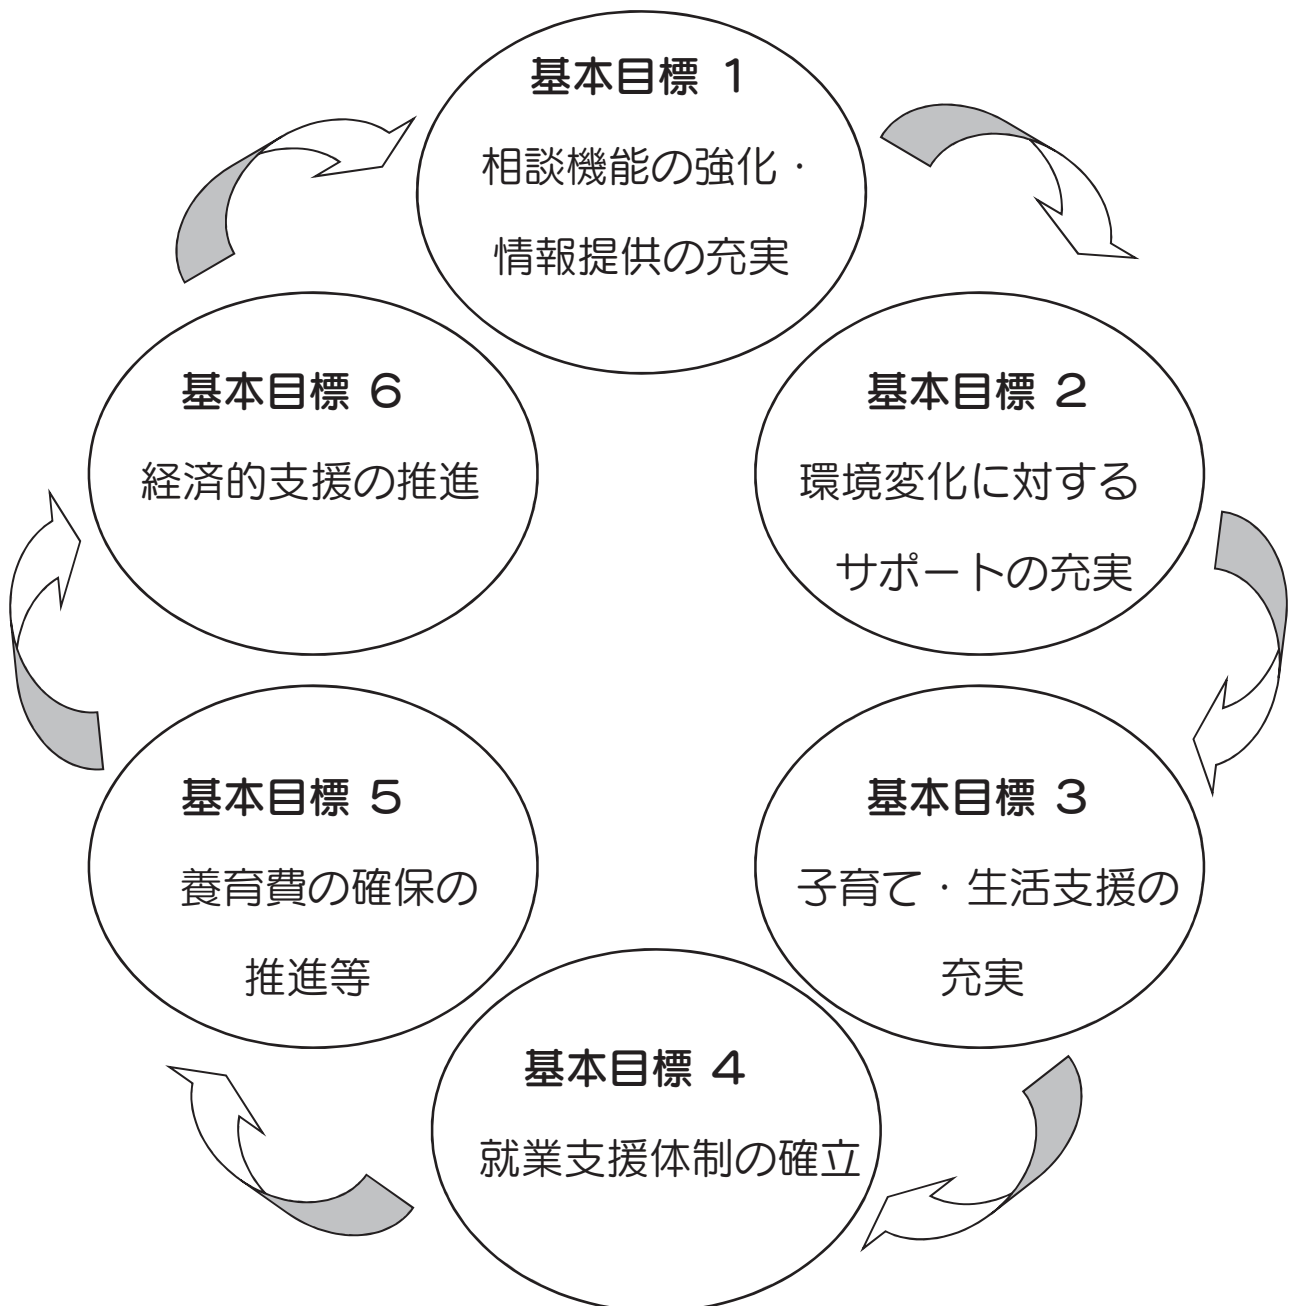 基本目標 1
相談機能の強化・
情報提供の充実
基本目標 2
環境変化に対する
サポートの充実
基本目標 3
子育て・生活支援の
充実
基本目標 4
就業支援体制の確立
基本目標 5
養育費の確保の
推進等
基本目標 6
経済的支援の推進